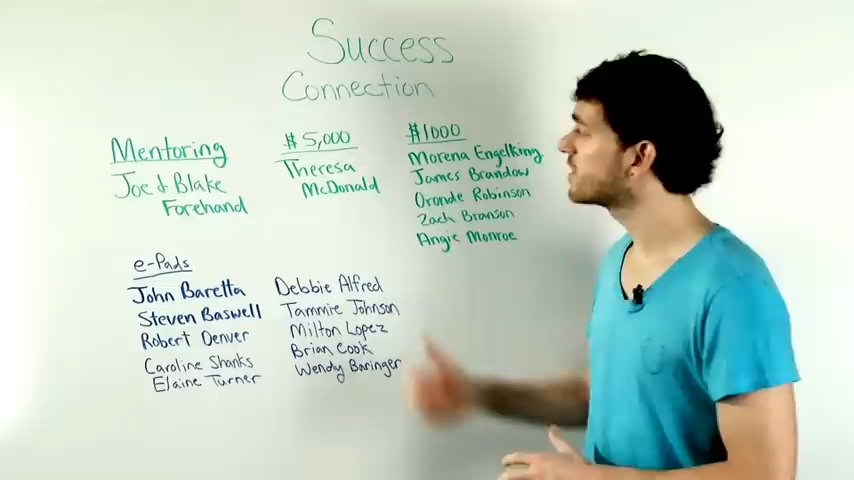 Success
Connection
Mentoring
Joe & Blake
Forehand
$5,000
Theresa
McDonald
$1000
Morena Engelking
James Brandow
Oronde Robinson
Zach Branson
Angie Monroe
e-Pads
John Baretta
Steven Baswell
Robert Denver
Caroline Shanks
Elaine Turner
Debbie Alfred
Tammie Johnson
Milton Lopez
Brian Cook
Wendy Baringer